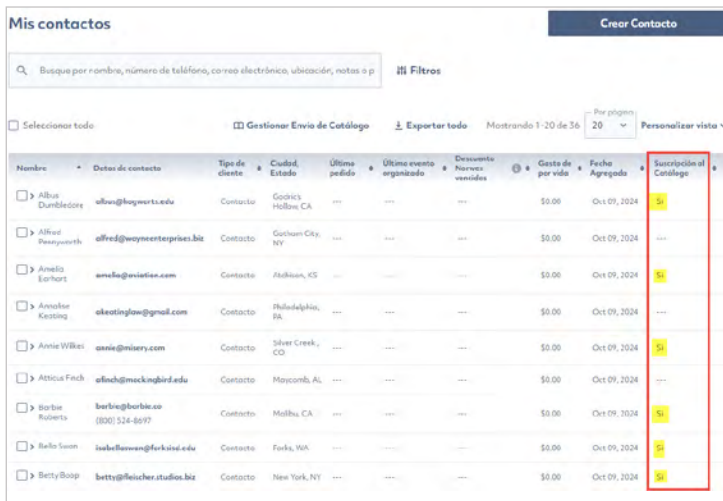 Mis contactos
Crear Contacto
Busque por nombre, número de teléfono, correo electrónico, ubicación, notas o p
Filtros
Seleccionar todo
Gestionar Envío de Catálogo
Exportar todo
Mostrando 1-20 de 36
Por página
20
Personalizar vista
Nombre
Datos de contacto
Tipo de cliente
Ciudad, Estado
Último pedido
Último evento organizado
Descuento Norwex vencidos
Gasto de por vida
Fecha Agregada
Suscripción al Catálogo
Albus Dumbledore albus@hogwarts.edu Contacto Godrics Hollow, CA --- --- --- $0.00 Oct 09, 2024 Sí
Alfred Pennyworth alfred@wayneenterprises.biz Contacto Gotham City, NY --- --- --- $0.00 Oct 09, 2024 ---
Amelia Earhart amelia@aviation.com Contacto Atchison, KS --- --- --- $0.00 Oct 09, 2024 Sí
Annalise Keating akeatinglaw@gmail.com Contacto Philadelphia, PA --- --- --- $0.00 Oct 09, 2024 ---
Annie Wilkes annie@misery.com Contacto Silver Creek, CO --- --- --- $0.00 Oct 09, 2024 Sí
Atticus Finch afinch@mockingbird.edu Contacto Maycomb, AL --- --- --- $0.00 Oct 09, 2024 ---
Barbie Roberts barbie@barbie.co (800) 524-8697 Contacto Malibu, CA --- --- --- $0.00 Oct 09, 2024 Sí
Bella Swan isabellaswan@forksisd.edu Contacto Forks, WA --- --- --- $0.00 Oct 09, 2024 Sí
Betty Boop betty@fleischer.studios.biz Contacto New York, NY --- --- --- $0.00 Oct 09, 2024 Sí